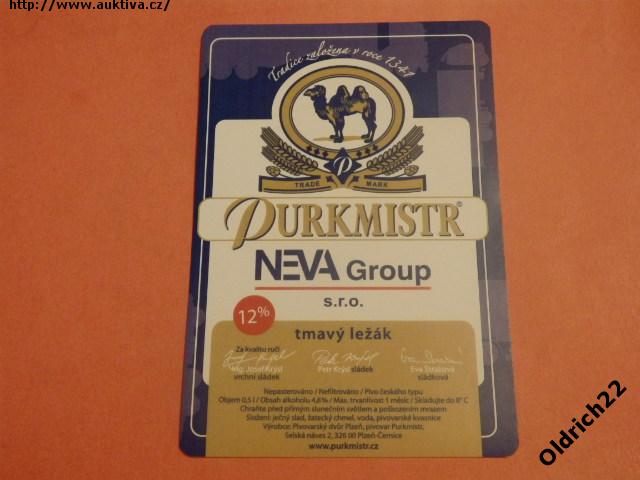 http://www.auktiva.cz/
Tradice založena v roce 1341
P
TRADE MARK
PURKMISTR®
NEVA Group
s.r.o.
12%
tmavý ležák
Za kvalitu ručí
Ing. Josef Krýsl
vrchní sládek
Petr Krýsl sládek
Eva Straková
sládková
Nepasterováno / Nefiltrováno / Pivo českého typu
Objem 0,5 l / Obsah alkoholu 4,8% / Max. trvanlivost 1 měsíc / Skladujte do 8° C
Chraňte před přímým slunečním světlem a poškozením mrazem
Složení: ječný slad, žatecký chmel, voda, pivovarské kvasnice
Výrobce: Pivovarský dvůr Plzeň, pivovar Purkmistr,
Selská náves 2, 326 00 Plzeň-Černice
www.purkmistr.cz
Oldrich22